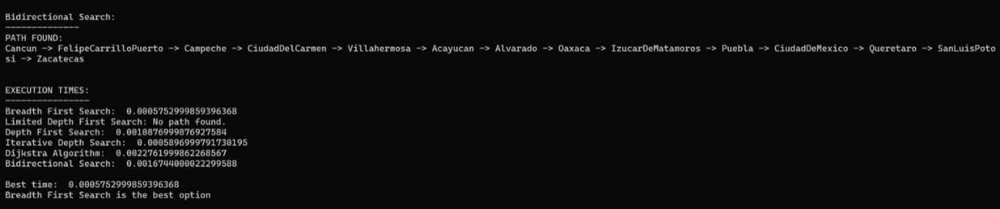 Bidirectional Search:
--------------
PATH FOUND:
Cancun -> FelipeCarrilloPuerto -> Campeche -> CiudadDelCarmen -> Villahermosa -> Acayucan -> Alvarado -> Oaxaca -> IzucarDeMatamoros -> Puebla -> CiudadDeMexico -> Queretaro -> SanLuisPoto
si -> Zacatecas
EXECUTION TIMES:
----------------
Breadth First Search:  0.0005752999859396368
Limited Depth First Search: No path found.
Depth First Search:  0.0010876999876927584
Iterative Depth Search:  0.0005896999791730195
Dijkstra Algorithm:  0.0022761999862268567
Bidirectional Search:  0.0016744000022299588
Best time:  0.0005752999859396368
Breadth First Search is the best option